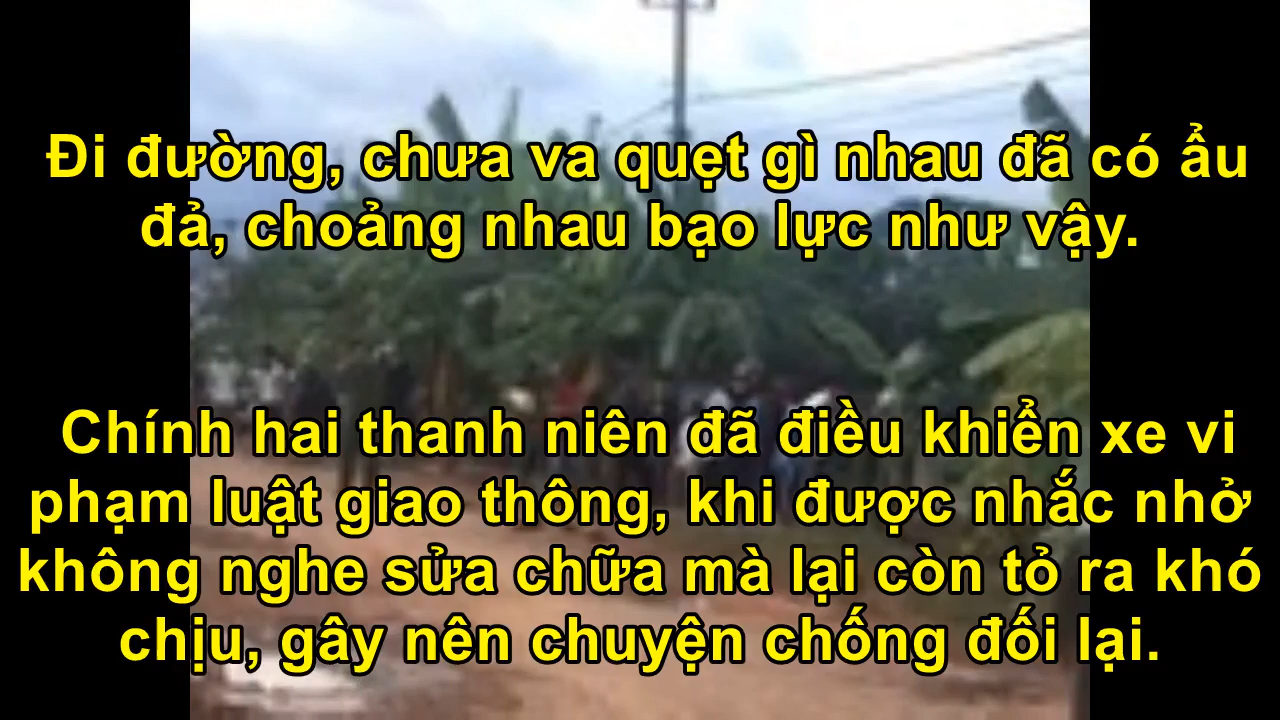 Đi đường, chưa va quẹt gì nhau đã có ẩu
đả, choảng nhau bạo lực như vậy.
Chính hai thanh niên đã điều khiển xe vi
phạm luật giao thông, khi được nhắc nhở
không nghe sửa chữa mà lại còn tỏ ra khó
chịu, gây nên chuyện chống đối lại.